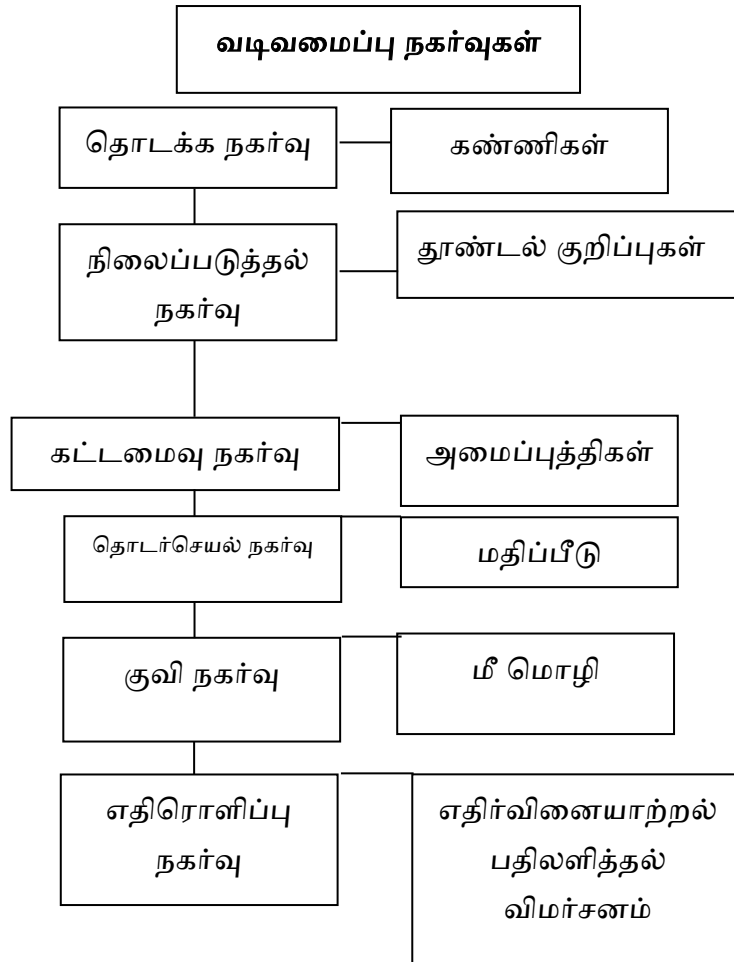 வடிவமைப்பு நகர்வுகள்
தொடக்க நகர்வு
கண்ணிகள்
நிலைப்படுத்தல்
நகர்வு
தூண்டல் குறிப்புகள்
கட்டமைவு நகர்வு
அமைப்புத்திகள்
தொடர்செயல் நகர்வு
மதிப்பீடு
குவி நகர்வு
மீ மொழி
எதிரொளிப்பு
நகர்வு
எதிர்வினையாற்றல்
பதிலளித்தல்
விமர்சனம்